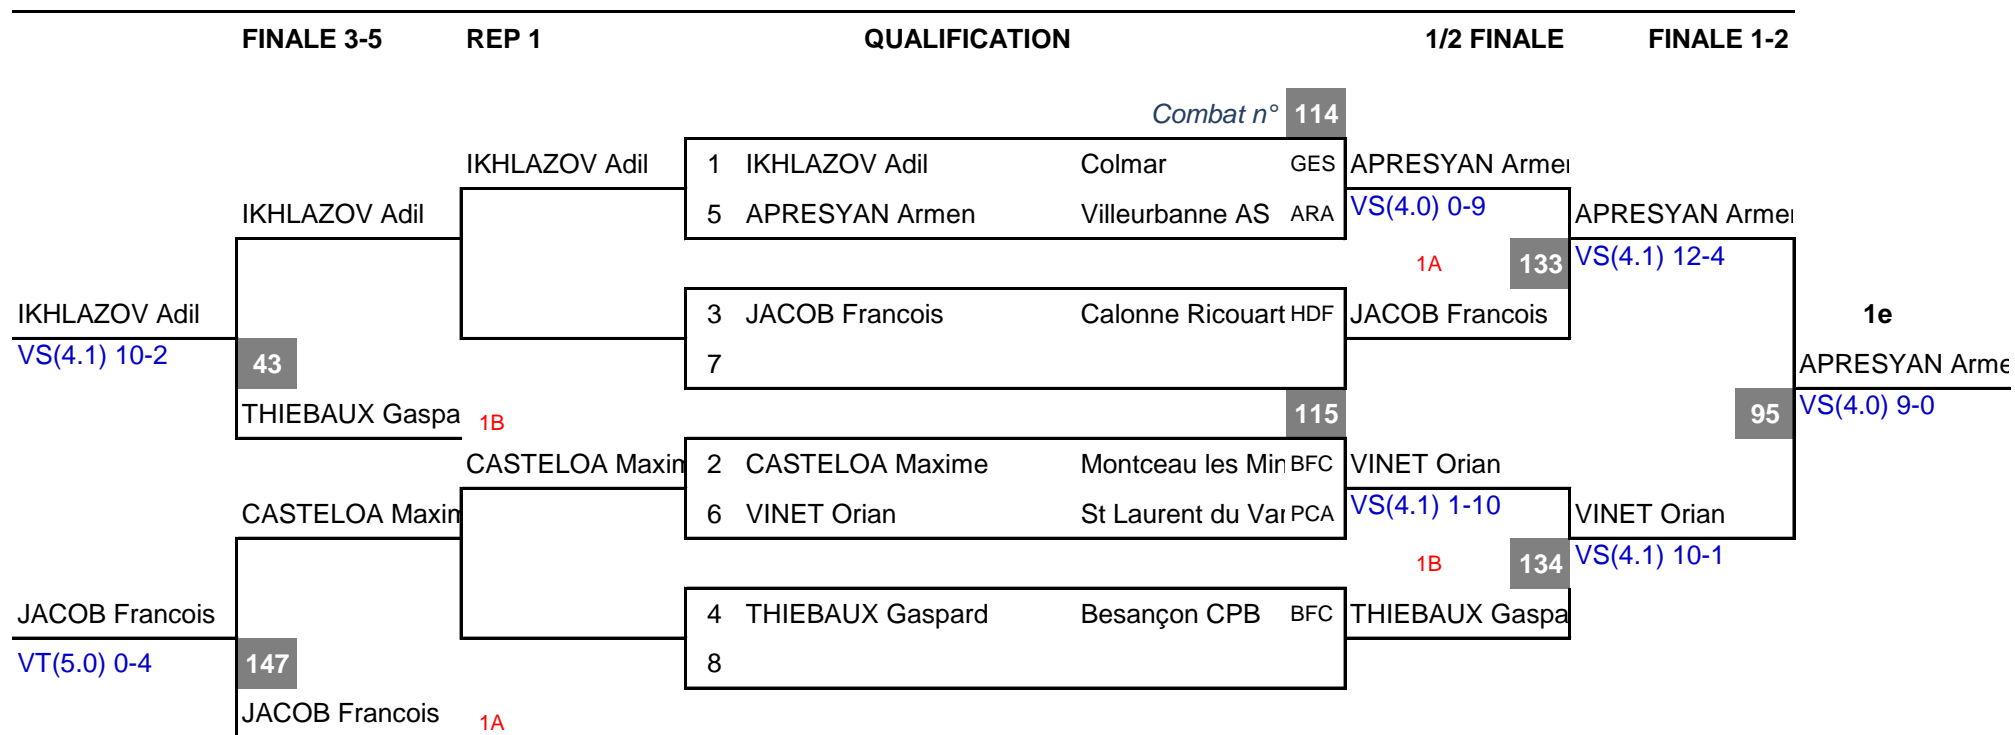 FINALE 3-5 REP 1 QUALIFICATION 1/2 FINALE FINALE 1-2
Combat n° 114
IKHLAZOV Adil 1 IKHLAZOV Adil Colmar GES APRESYAN Armen
IKHLAZOV Adil 5 APRESYAN Armen Villeurbanne AS ARA VS(4.0) 0-9 APRESYAN Armen
1A 133 VS(4.1) 12-4
IKHLAZOV Adil 3 JACOB Francois Calonne Ricouart HDF JACOB Francois 1e
VS(4.1) 10-2 43 7 APRESYAN Arme
THIEBAUX Gaspa 1B 115 95 VS(4.0) 9-0
CASTELOA Maxim 2 CASTELOA Maxime Montceau les Min BFC VINET Orian
CASTELOA Maxim 6 VINET Orian St Laurent du Var PCA VS(4.1) 1-10 VINET Orian
1B 134 VS(4.1) 10-1
JACOB Francois 4 THIEBAUX Gaspard Besançon CPB BFC THIEBAUX Gaspa
VT(5.0) 0-4 147 8
JACOB Francois 1A